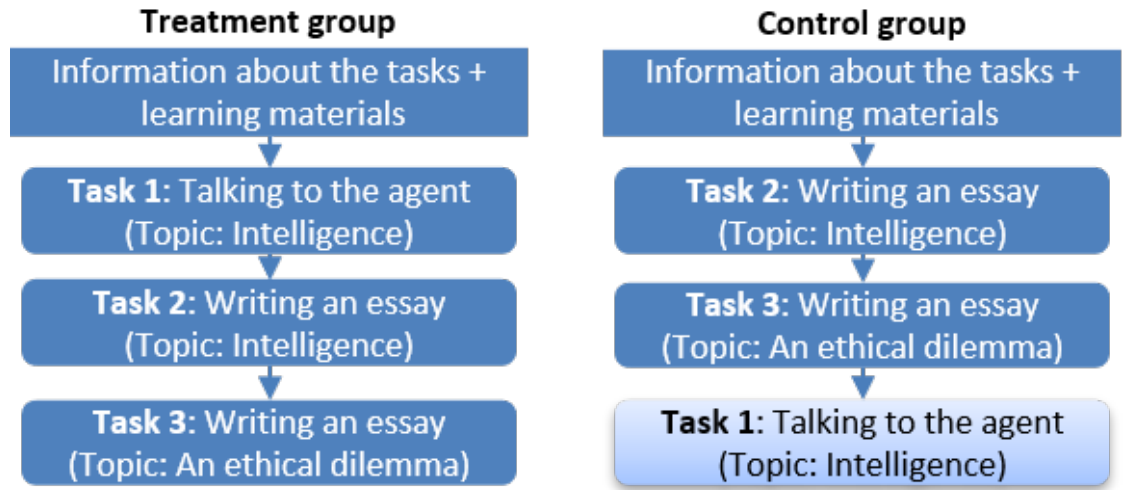 Treatment group
Information about the tasks +
learning materials
Task 1: Talking to the agent
(Topic: Intelligence)
Task 2: Writing an essay
(Topic: Intelligence)
Task 3: Writing an essay
(Topic: An ethical dilemma)
Control group
Information about the tasks +
learning materials
Task 2: Writing an essay
(Topic: Intelligence)
Task 3: Writing an essay
(Topic: An ethical dilemma)
Task 1: Talking to the agent
(Topic: Intelligence)